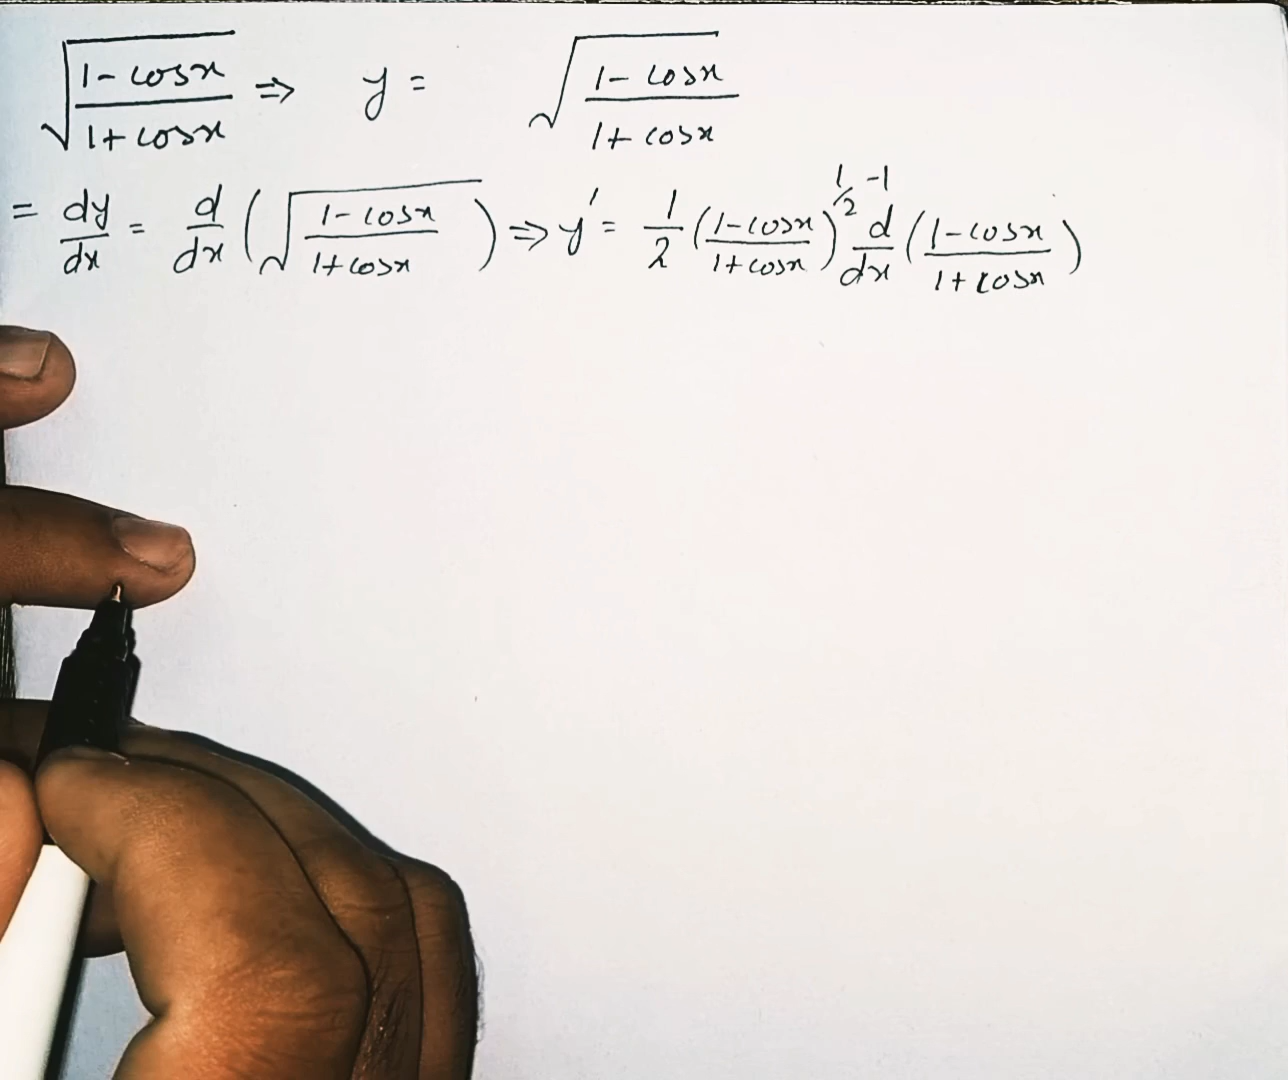 √((1-cosx)/(1+cosx)) ⇒ y = √((1-cosx)/(1+cosx))
= dy/dx = d/dx (√((1-cosx)/(1+cosx))) ⇒ y' = 1/2 ((1-cosx)/(1+cosx))^(1/2 -1) d/dx ((1-cosx)/(1+cosx))